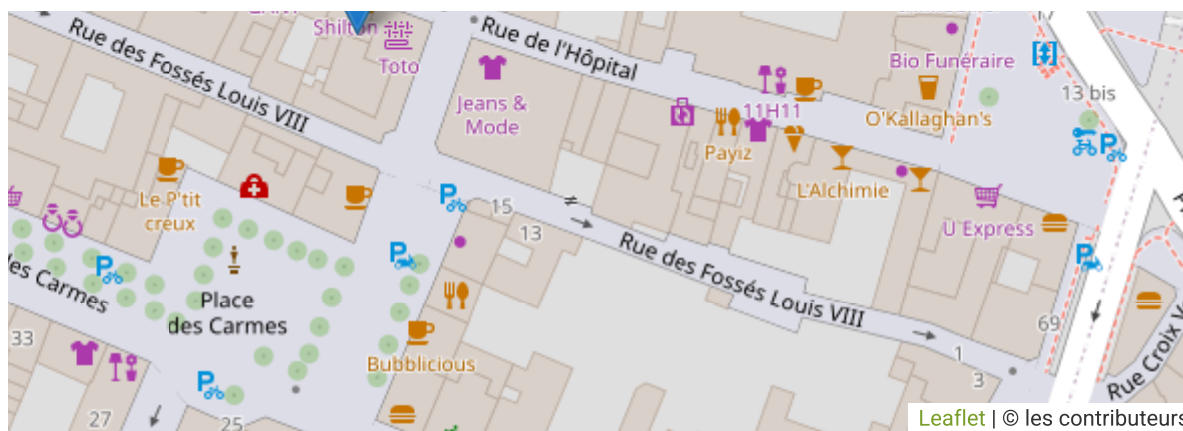 Shilton
Toto
Rue des Fossés Louis VIII
Rue de l'Hôpital
Jeans &
Mode
Bio Funéraire
17
13 bis
11H11
O'Kallaghan's
Payiz
L'Alchimie
U Express
Le P'tit
creux
15
13
Rue des Fossés Louis VIII
des Carmes
Place
des Carmes
33
Bubblicious
69
1
3
Rue Croix V
27
25
Leaflet | © les contributeurs